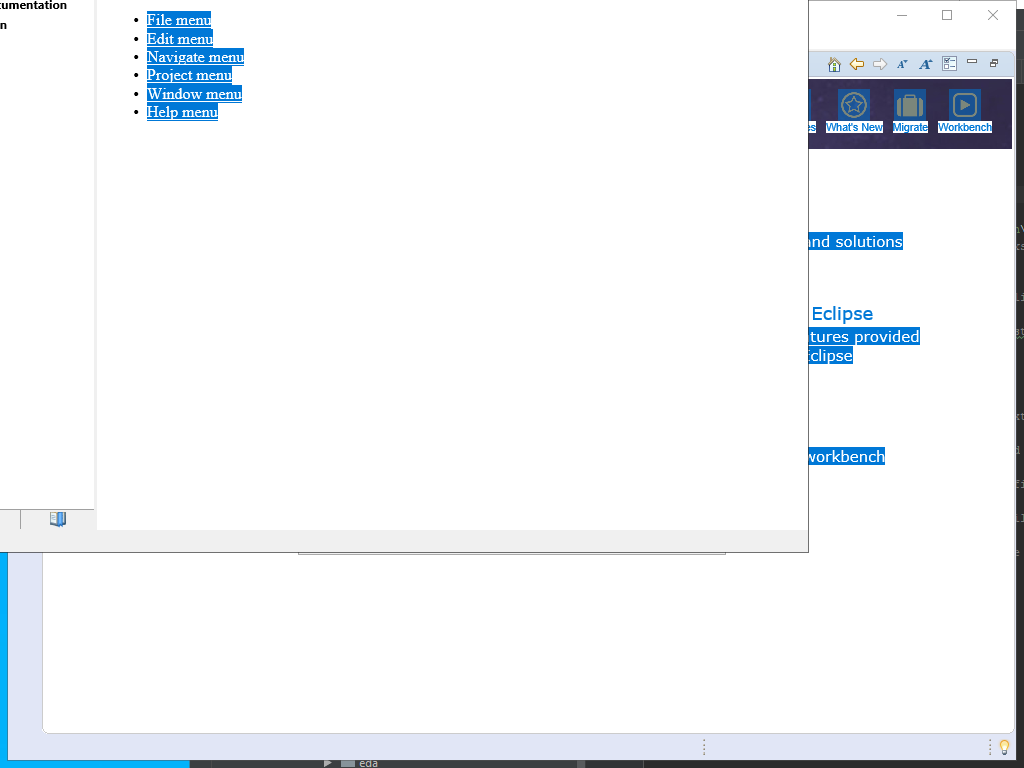 umentation
n
File menu
Edit menu
Navigate menu
Project menu
Window menu
Help menu
es
What's New
Migrate
Workbench
and solutions
Eclipse
tures provided
Eclipse
workbench
eda